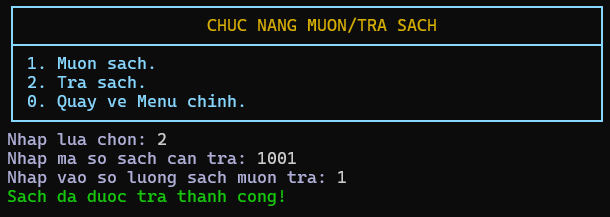 CHUC NANG MUON/TRA SACH
1. Muon sach.
2. Tra sach.
0. Quay ve Menu chinh.
Nhap lua chon: 2
Nhap ma so sach can tra: 1001
Nhap vao so luong sach muon tra: 1
Sach da duoc tra thanh cong!